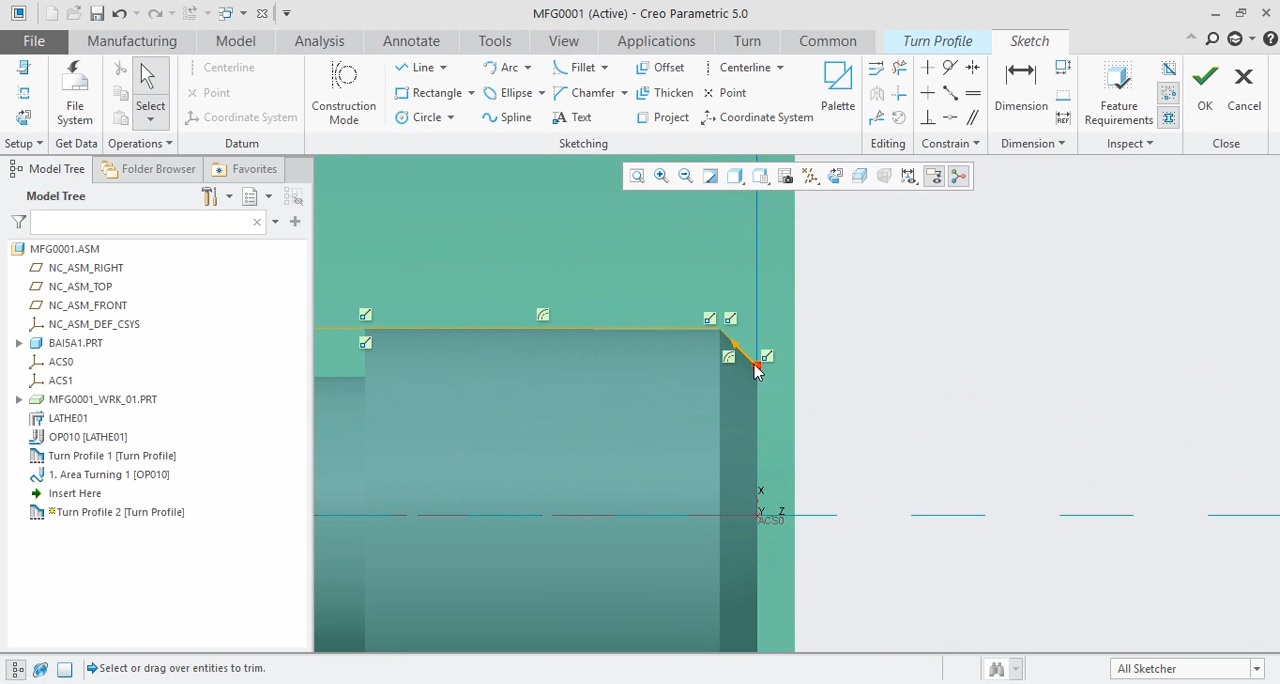 MFG0001 (Active) - Creo Parametric 5.0
File Manufacturing Model Analysis Annotate Tools View Applications Turn Common Turn Profile Sketch
Centerline Line Arc Fillet Offset Centerline
Point Rectangle Ellipse Chamfer Thicken Point
File System Select Coordinate System Construction Mode Circle Spline Text Project Coordinate System Palette Dimension Feature Requirements OK Cancel
Setup Get Data Operations Datum Sketching Editing Constrain Dimension Inspect Close
REF
Model Tree Folder Browser Favorites
Model Tree
MFG0001.ASM
NC_ASM_RIGHT
NC_ASM_TOP
NC_ASM_FRONT
NC_ASM_DEF_CSYS
BAI5A1.PRT
ACS0
ACS1
MFG0001_WRK_01.PRT
LATHE01
OP010 [LATHE01]
Turn Profile 1 [Turn Profile]
1. Area Turning 1 [OP010]
Insert Here
Turn Profile 2 [Turn Profile]
X
Y Z
ACS0
Select or drag over entities to trim.
All Sketcher